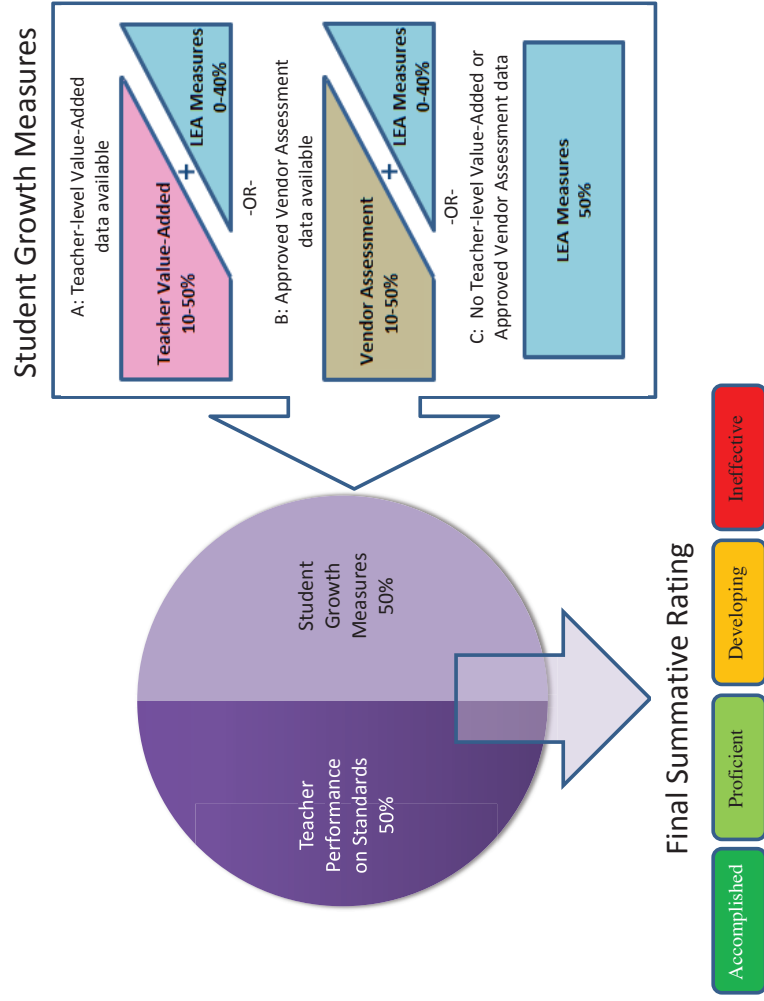 Student Growth Measures
A: Teacher-level Value-Added
data available
Teacher Value-Added
10-50%
+
LEA Measures
0-40%
-OR-
B: Approved Vendor Assessment
data available
Vendor Assessment
10-50%
+
LEA Measures
0-40%
-OR-
C: No Teacher-level Value-Added or
Approved Vendor Assessment data
LEA Measures
50%
Teacher
Performance
on Standards
50%
Student
Growth
Measures
50%
Final Summative Rating
Accomplished
Proficient
Developing
Ineffective